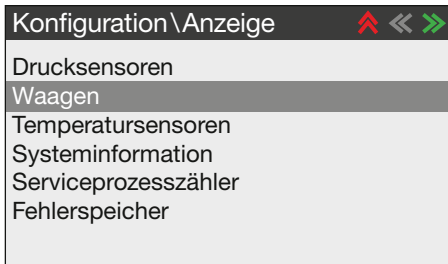 Konfiguration\Anzeige
Drucksensoren
Waagen
Temperatursensoren
Systeminformation
Serviceprozesszähler
Fehlerspeicher